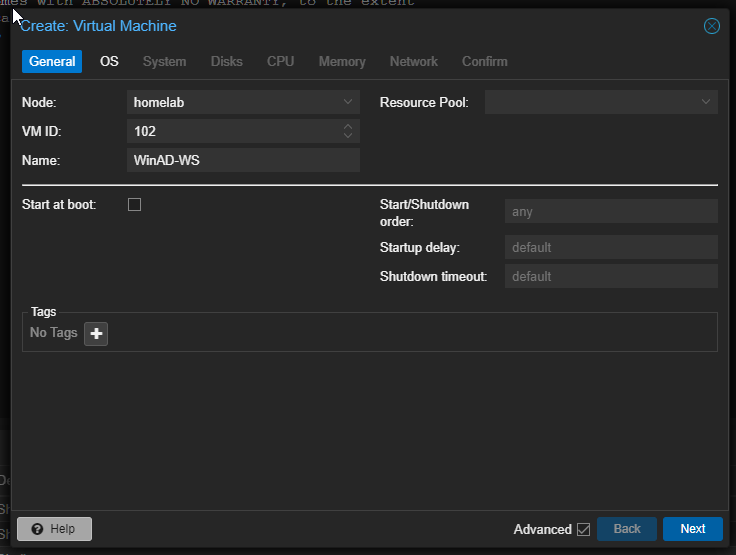 mes with ABSOLUTELY NO WARRANTY, to the extent
Create: Virtual Machine
General OS System Disks CPU Memory Network Confirm
Node: homelab Resource Pool:
VM ID: 102
Name: WinAD-WS
Start at boot: Start/Shutdown order: any
Startup delay: default
Shutdown timeout: default
Tags
No Tags
Help Advanced Back Next